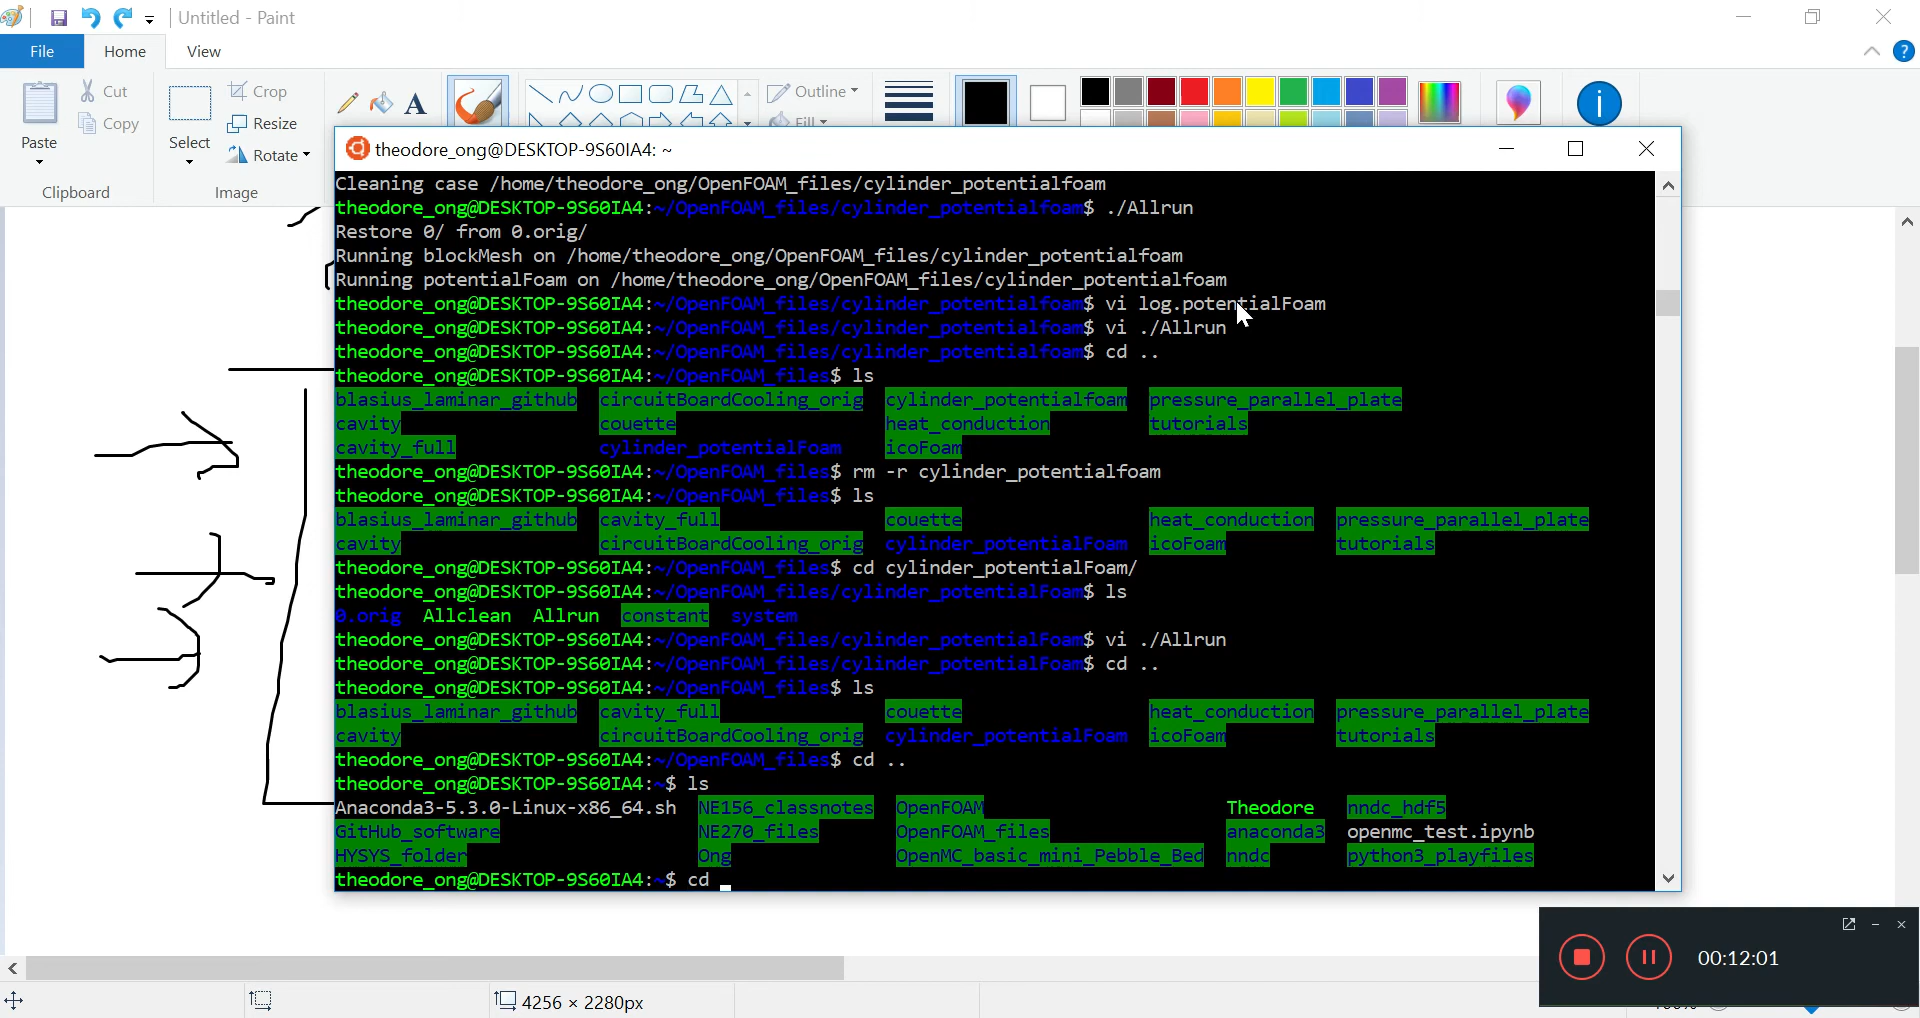 Untitled - Paint
File Home View
Paste
Cut
Copy
Clipboard
Select
Crop
Resize
Rotate
Image
Outline
Fill
theodore_ong@DESKTOP-9S60IA4: ~
Cleaning case /home/theodore_ong/OpenFOAM_files/cylinder_potentialfoam
theodore_ong@DESKTOP-9S60IA4:~/OpenFOAM_files/cylinder_potentialfoam$ ./Allrun
Restore 0/ from 0.orig/
Running blockMesh on /home/theodore_ong/OpenFOAM_files/cylinder_potentialfoam
Running potentialFoam on /home/theodore_ong/OpenFOAM_files/cylinder_potentialfoam
theodore_ong@DESKTOP-9S60IA4:~/OpenFOAM_files/cylinder_potentialfoam$ vi log.potentialFoam
theodore_ong@DESKTOP-9S60IA4:~/OpenFOAM_files/cylinder_potentialfoam$ vi ./Allrun
theodore_ong@DESKTOP-9S60IA4:~/OpenFOAM_files/cylinder_potentialfoam$ cd ..
theodore_ong@DESKTOP-9S60IA4:~/OpenFOAM_files$ ls
blasius_laminar_github circuitBoardCooling_orig cylinder_potentialfoam pressure_parallel_plate
cavity couette heat_conduction tutorials
cavity_full cylinder_potentialFoam icoFoam
theodore_ong@DESKTOP-9S60IA4:~/OpenFOAM_files$ rm -r cylinder_potentialfoam
theodore_ong@DESKTOP-9S60IA4:~/OpenFOAM_files$ ls
blasius_laminar_github cavity_full couette heat_conduction pressure_parallel_plate
cavity circuitBoardCooling_orig cylinder_potentialFoam icoFoam tutorials
theodore_ong@DESKTOP-9S60IA4:~/OpenFOAM_files$ cd cylinder_potentialFoam/
theodore_ong@DESKTOP-9S60IA4:~/OpenFOAM_files/cylinder_potentialFoam$ ls
0.orig Allclean Allrun constant system
theodore_ong@DESKTOP-9S60IA4:~/OpenFOAM_files/cylinder_potentialFoam$ vi ./Allrun
theodore_ong@DESKTOP-9S60IA4:~/OpenFOAM_files/cylinder_potentialFoam$ cd ..
theodore_ong@DESKTOP-9S60IA4:~/OpenFOAM_files$ ls
blasius_laminar_github cavity_full couette heat_conduction pressure_parallel_plate
cavity circuitBoardCooling_orig cylinder_potentialFoam icoFoam tutorials
theodore_ong@DESKTOP-9S60IA4:~/OpenFOAM_files$ cd ..
theodore_ong@DESKTOP-9S60IA4:~$ ls
Anaconda3-5.3.0-Linux-x86_64.sh NE156_classnotes OpenFOAM Theodore nndc_hdf5
GitHub_software NE270_files OpenFOAM_files anaconda3 openmc_test.ipynb
HYSYS_folder Ong OpenMC_basic_mini_Pebble_Bed nndc python3_playfiles
theodore_ong@DESKTOP-9S60IA4:~$ cd
00:12:01
4256 × 2280px